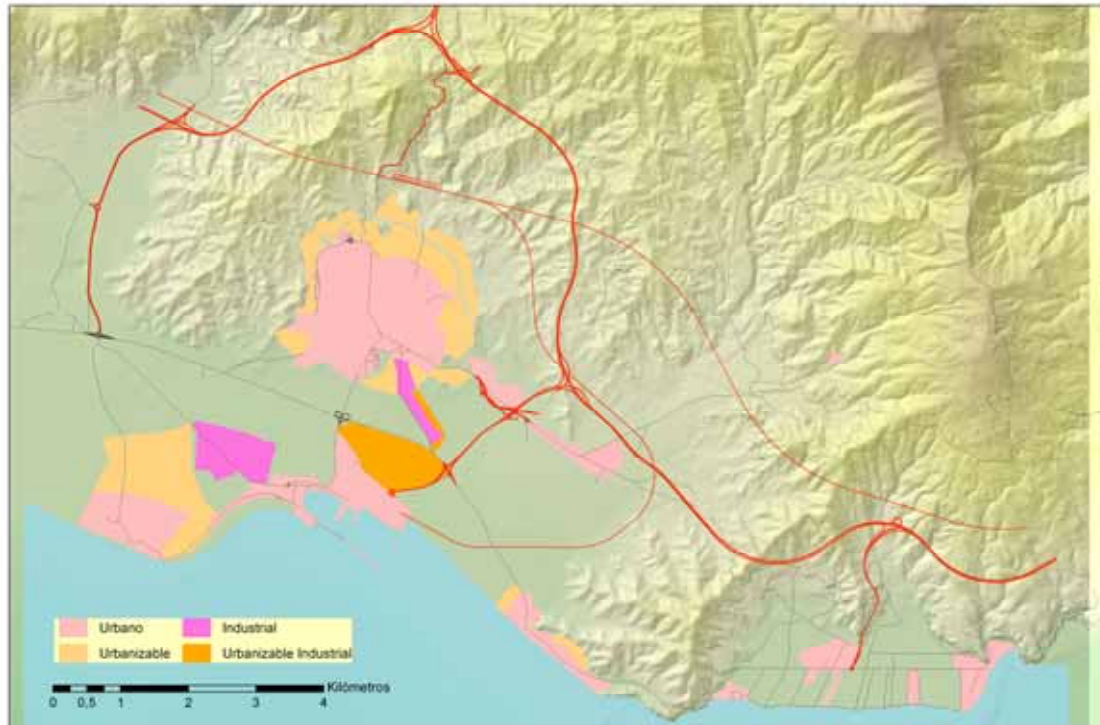 Urbano
Industrial
Urbanizable
Urbanizable Industrial
Kilómetros
0 0,5 1 2 3 4